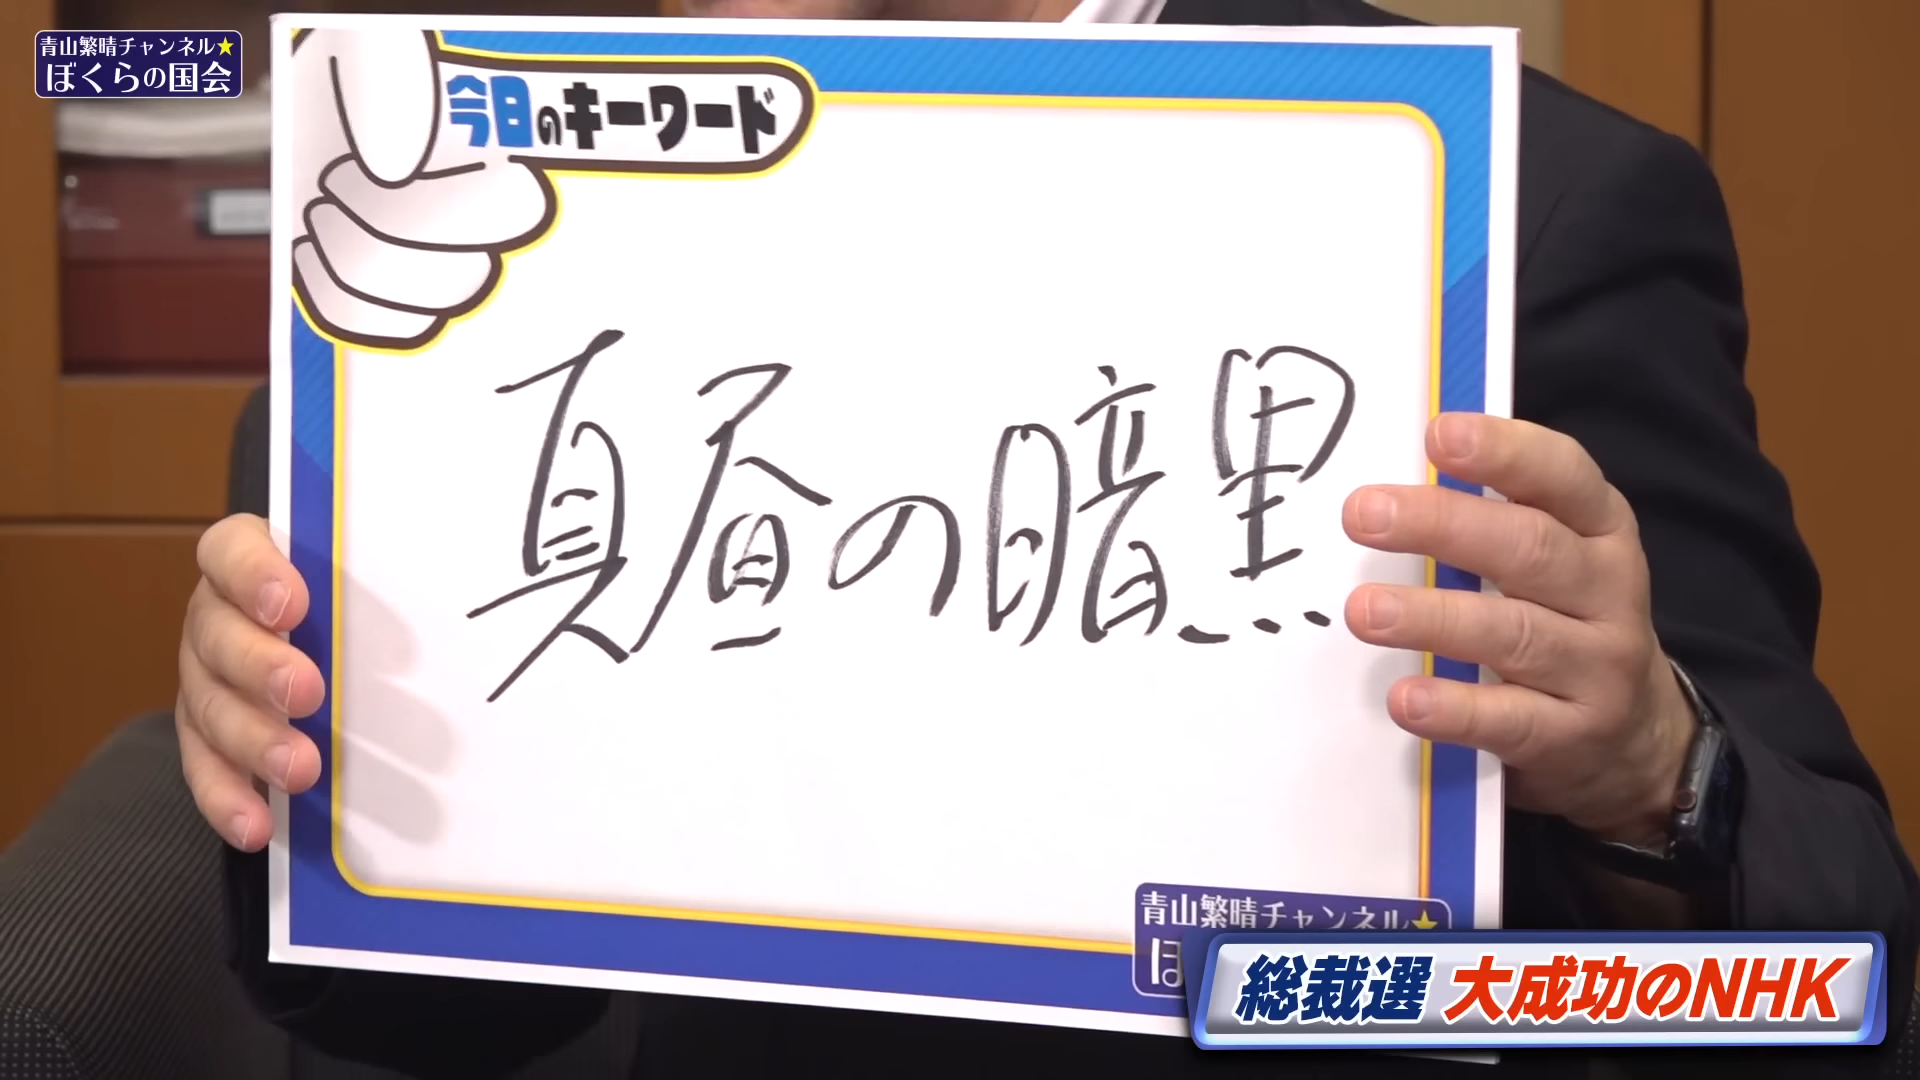 青山繁晴チャンネル★
ぼくらの国会
今日のキーワード
真昼の暗黒
青山繁晴チャンネル★
ぼ
総裁選 大成功のNHK